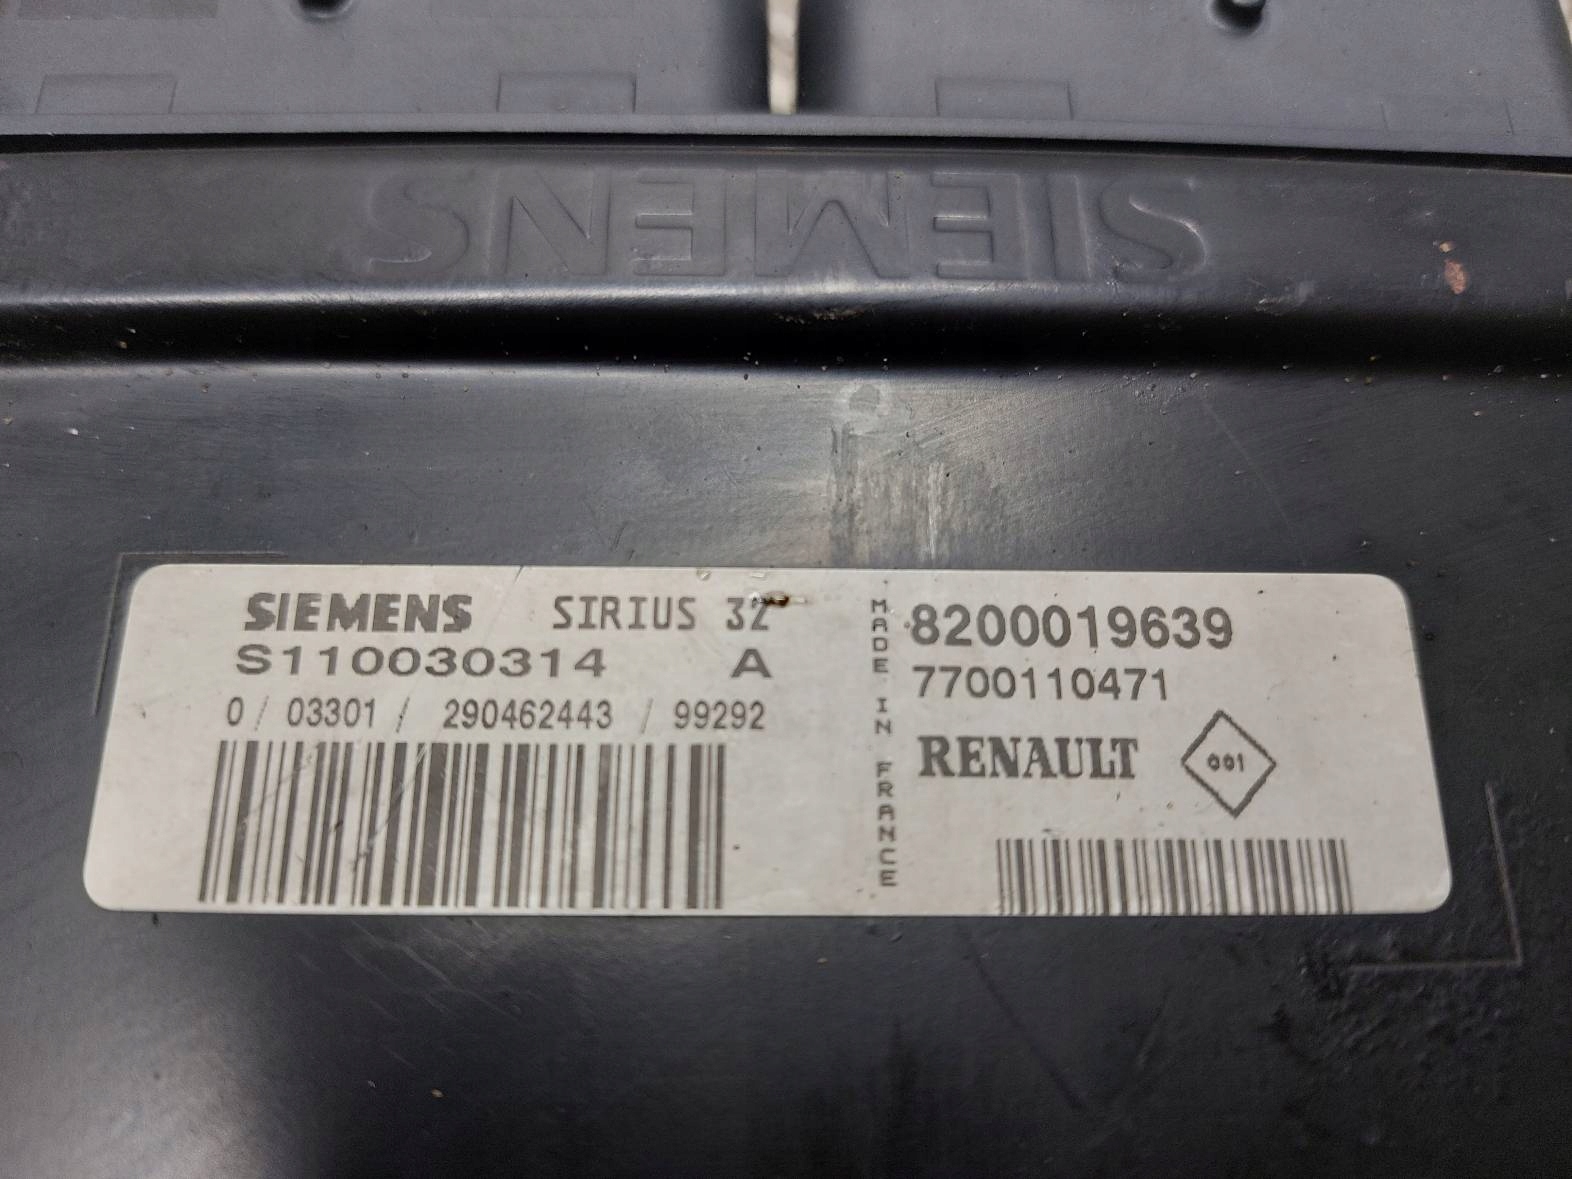 SIEMENS
SIEMENS SIRIUS 32
S110030314 A
0 / 03301 / 290462443 / 99292
MADE IN FRANCE
8200019639
7700110471
RENAULT 001